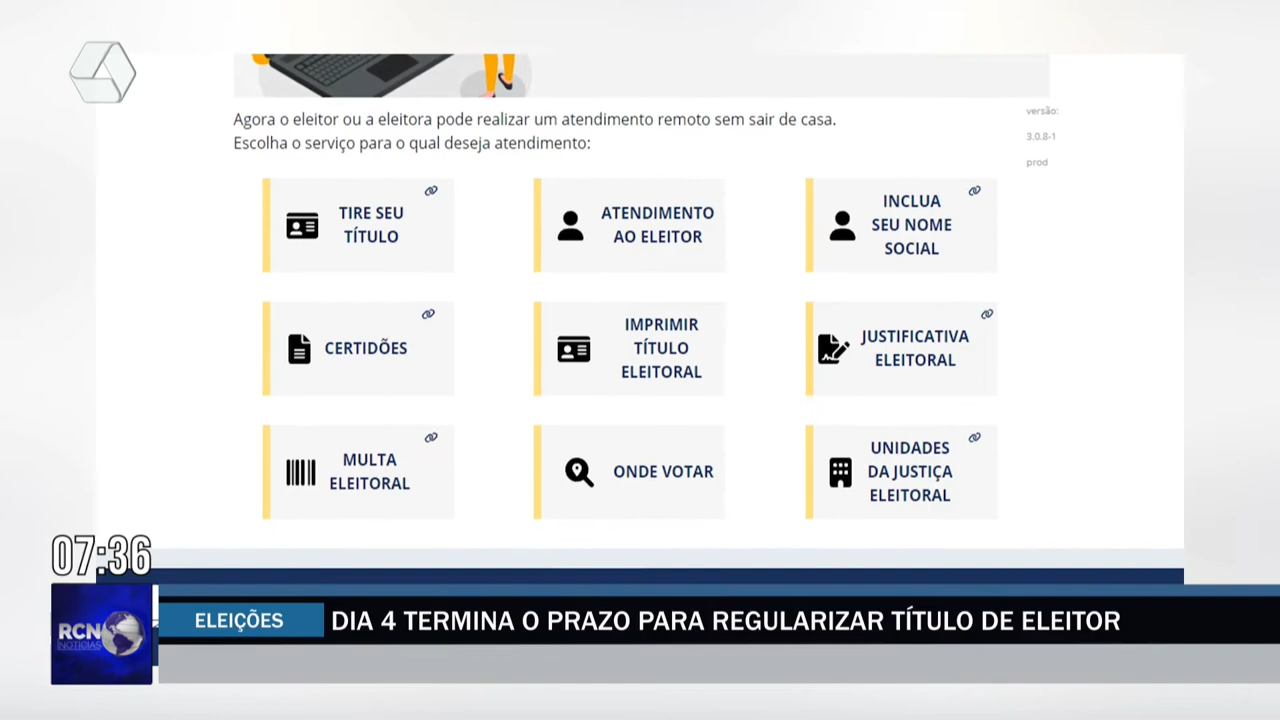 Agora o eleitor ou a eleitora pode realizar um atendimento remoto sem sair de casa.
Escolha o serviço para o qual deseja atendimento:
versão:
3.0.8-1
prod
TIRE SEU
TÍTULO
ATENDIMENTO
AO ELEITOR
INCLUA
SEU NOME
SOCIAL
CERTIDÕES
IMPRIMIR
TÍTULO
ELEITORAL
JUSTIFICATIVA
ELEITORAL
MULTA
ELEITORAL
ONDE VOTAR
UNIDADES
DA JUSTIÇA
ELEITORAL
07:36
RCN
NOTÍCIAS
ELEIÇÕES
DIA 4 TERMINA O PRAZO PARA REGULARIZAR TÍTULO DE ELEITOR